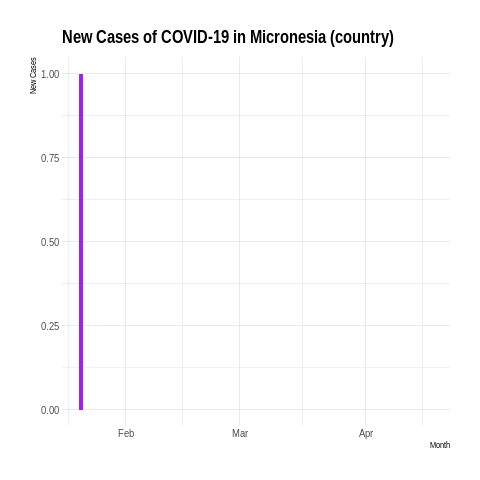 New Cases of COVID-19 in Micronesia (country)
New Cases
1.00
0.75
0.50
0.25
0.00
Feb Mar Apr
Month